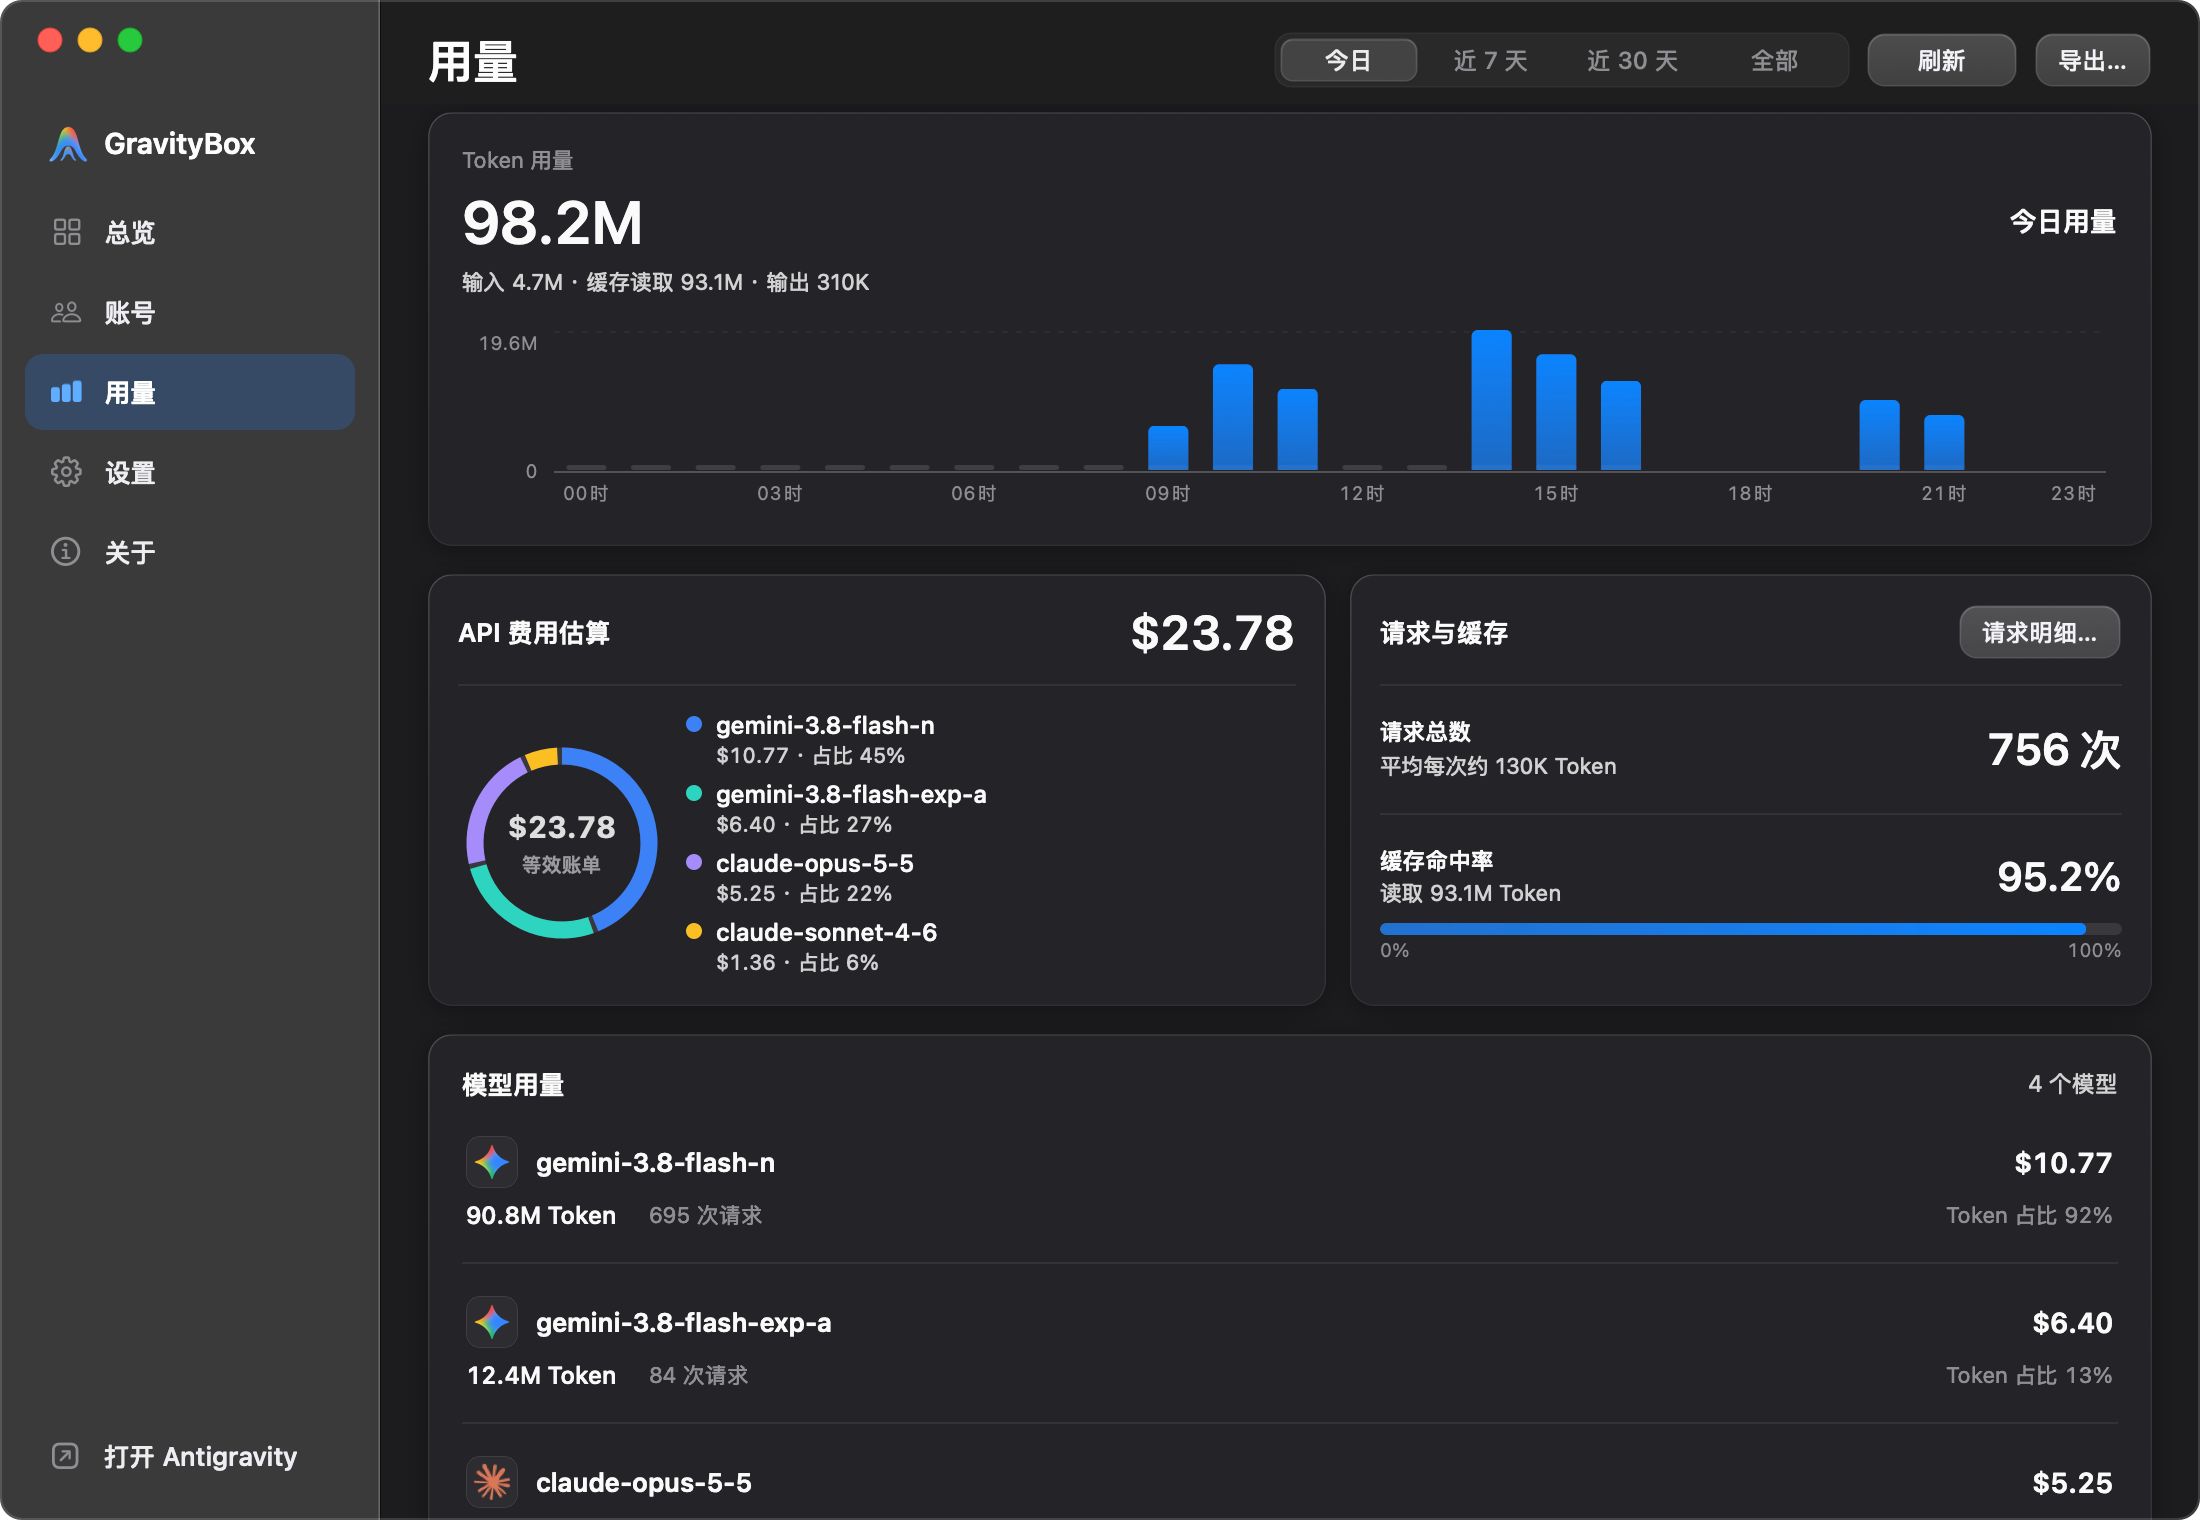 用量
今日
近 7 天
近 30 天
全部
刷新
导出...
GravityBox
总览
账号
用量
设置
关于
打开 Antigravity
Token 用量
98.2M
今日用量
输入 4.7M · 缓存读取 93.1M · 输出 310K
19.6M
0
00时
03时
06时
09时
12时
15时
18时
21时
23时
API 费用估算
$23.78
$23.78
等效账单
gemini-3.8-flash-n
$10.77 · 占比 45%
gemini-3.8-flash-exp-a
$6.40 · 占比 27%
claude-opus-5-5
$5.25 · 占比 22%
claude-sonnet-4-6
$1.36 · 占比 6%
请求与缓存
请求明细...
请求总数
平均每次约 130K Token
756 次
缓存命中率
读取 93.1M Token
95.2%
0%
100%
模型用量
4 个模型
gemini-3.8-flash-n
$10.77
90.8M Token
695 次请求
Token 占比 92%
gemini-3.8-flash-exp-a
$6.40
12.4M Token
84 次请求
Token 占比 13%
claude-opus-5-5
$5.25